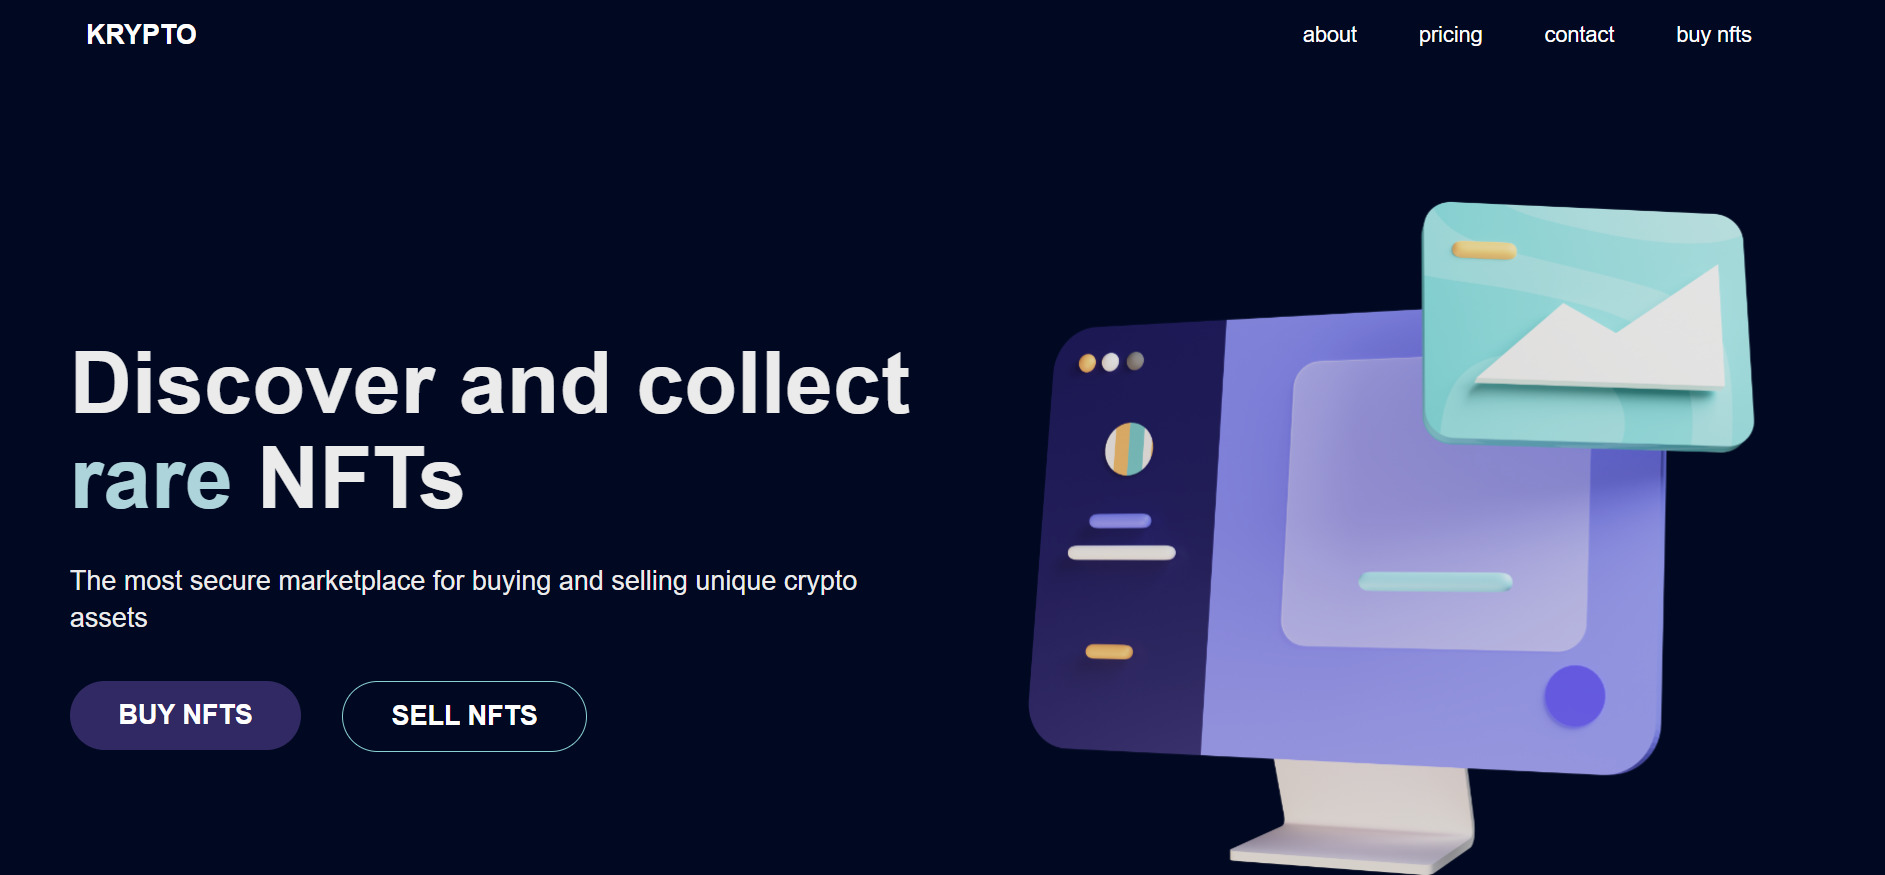 KRYPTO
about pricing contact buy nfts
Discover and collect
rare NFTs
The most secure marketplace for buying and selling unique crypto
assets
BUY NFTS SELL NFTS